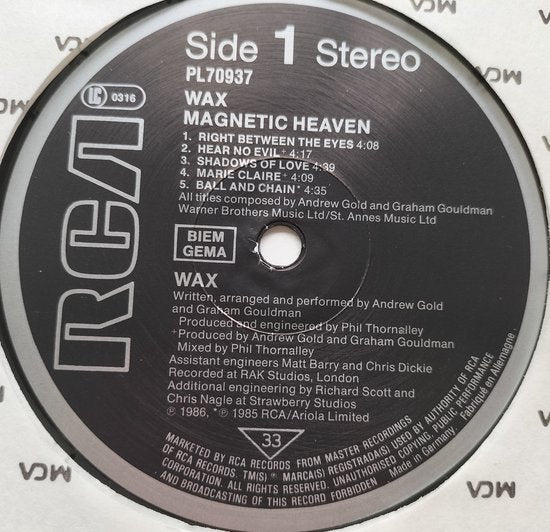 Side 1 Stereo
PL70937
LC 0316
WAX
MAGNETIC HEAVEN
1. RIGHT BETWEEN THE EYES 4:08
2. HEAR NO EVIL+ 4:17
3. SHADOWS OF LOVE 4:39
4. MARIE CLAIRE+ 4:09
5. BALL AND CHAIN* 4:35
All titles composed by Andrew Gold and Graham Gouldman
Warner Brothers Music Ltd/St. Annes Music Ltd
RCA
BIEM
GEMA
WAX
Written, arranged and performed by Andrew Gold
and Graham Gouldman
Produced and engineered by Phil Thornalley
+Produced by Andrew Gold and Graham Gouldman
Mixed by Phil Thornalley
Assistant engineers Matt Barry and Chris Dickie
Recorded at RAK Studios, London
Additional engineering by Richard Scott and
Chris Nagle at Strawberry Studios
℗ 1986, *℗ 1985 RCA/Ariola Limited
33
MARKETED BY RCA RECORDS FROM MASTER RECORDINGS
OF RCA RECORDS. TM(S) ® MARCA(S) REGISTRADA(S) USED BY AUTHORITY OF RCA
CORPORATION. ALL RIGHTS RESERVED. UNAUTHORISED COPYING, PUBLIC PERFORMANCE
AND BROADCASTING OF THIS RECORD FORBIDDEN
Made in Germany. Fabriqué en Allemagne.
MCA
MCA
MCA
MCA
MCA
MCA
MCA
MCA